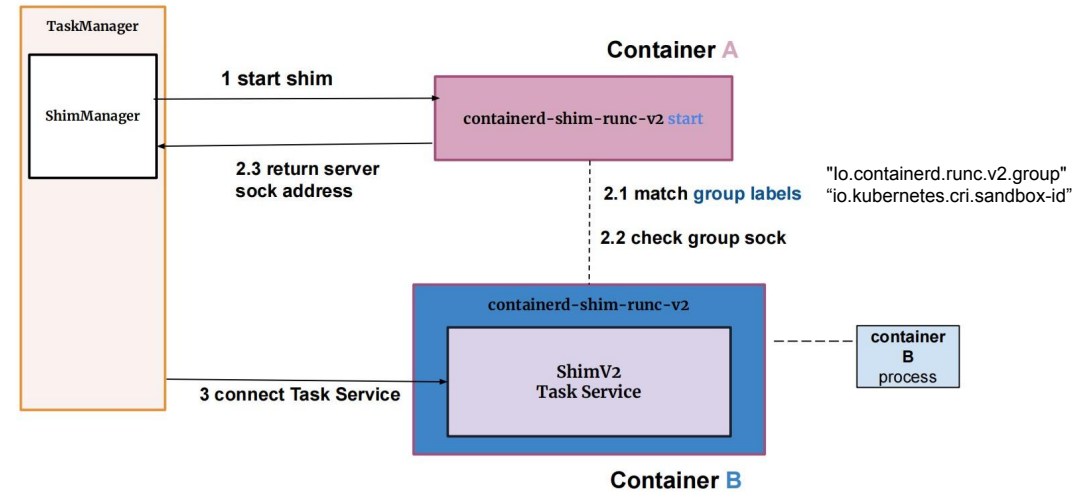 TaskManager
ShimManager
1 start shim
Container A
containerd-shim-runc-v2 start
2.3 return server
sock address
2.1 match group labels
"Io.containerd.runc.v2.group"
“io.kubernetes.cri.sandbox-id”
2.2 check group sock
containerd-shim-runc-v2
ShimV2
Task Service
container
B
process
3 connect Task Service
Container B